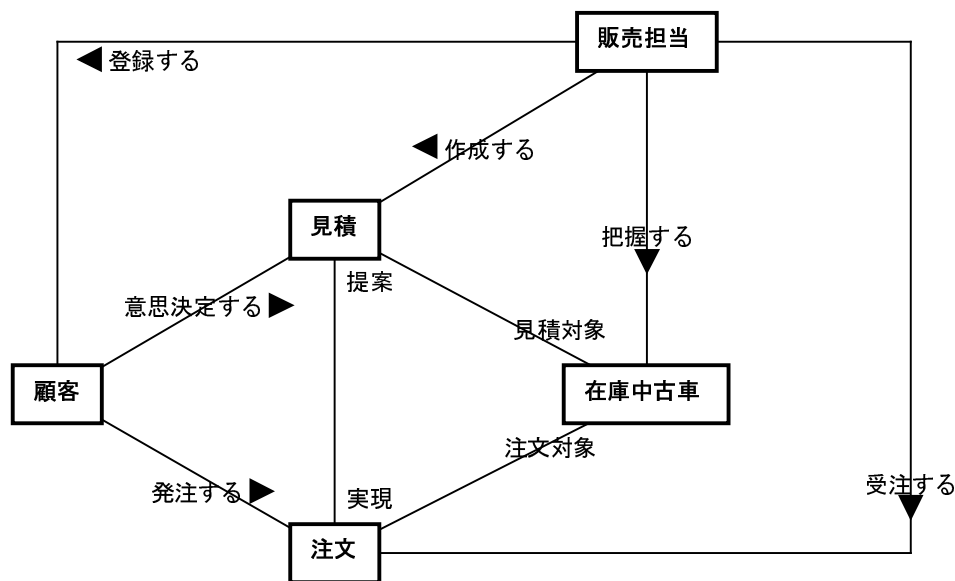 販売担当
登録する
作成する
見積
把握する
提案
意思決定する
見積対象
顧客
在庫中古車
注文対象
発注する
実現
受注する
注文